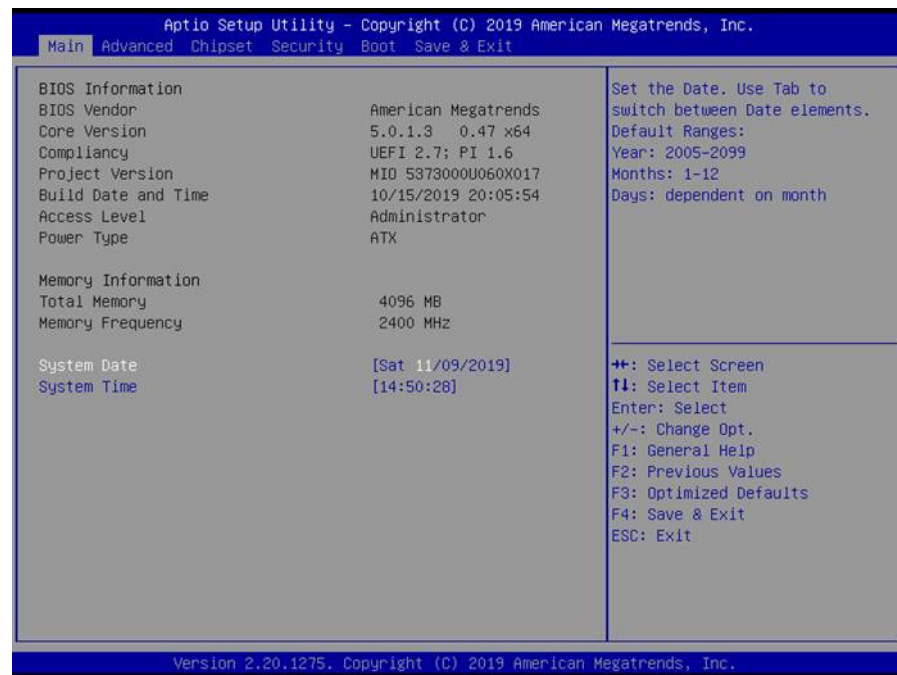 Aptio Setup Utility – Copyright (C) 2019 American Megatrends, Inc.
Main Advanced Chipset Security Boot Save & Exit
BIOS Information
BIOS Vendor American Megatrends
Core Version 5.0.1.3 0.47 x64
Compliancy UEFI 2.7; PI 1.6
Project Version MIO 5373000U060X017
Build Date and Time 10/15/2019 20:05:54
Access Level Administrator
Power Type ATX
Memory Information
Total Memory 4096 MB
Memory Frequency 2400 MHz
System Date [Sat 11/09/2019]
System Time [14:50:28]
Set the Date. Use Tab to
switch between Date elements.
Default Ranges:
Year: 2005-2099
Months: 1-12
Days: dependent on month
→←: Select Screen
↑↓: Select Item
Enter: Select
+/-: Change Opt.
F1: General Help
F2: Previous Values
F3: Optimized Defaults
F4: Save & Exit
ESC: Exit
Version 2.20.1275. Copyright (C) 2019 American Megatrends, Inc.